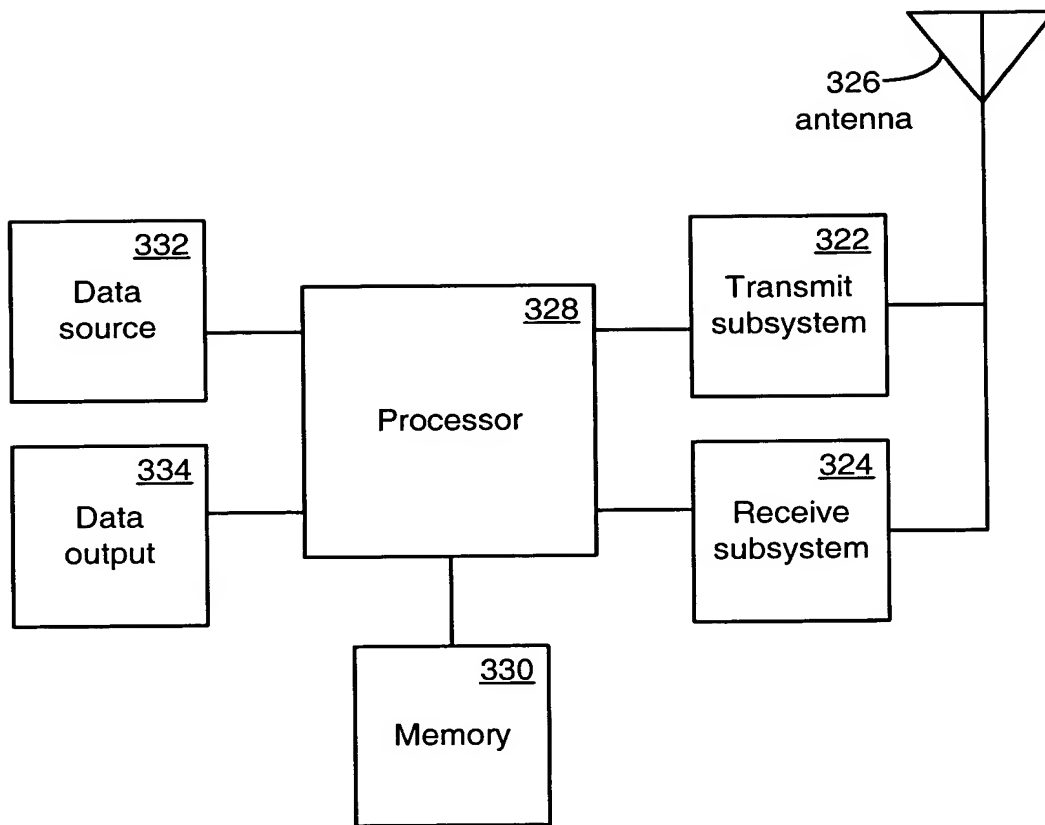 326
antenna
332
Data
source
328
Processor
322
Transmit
subsystem
334
Data
output
324
Receive
subsystem
330
Memory